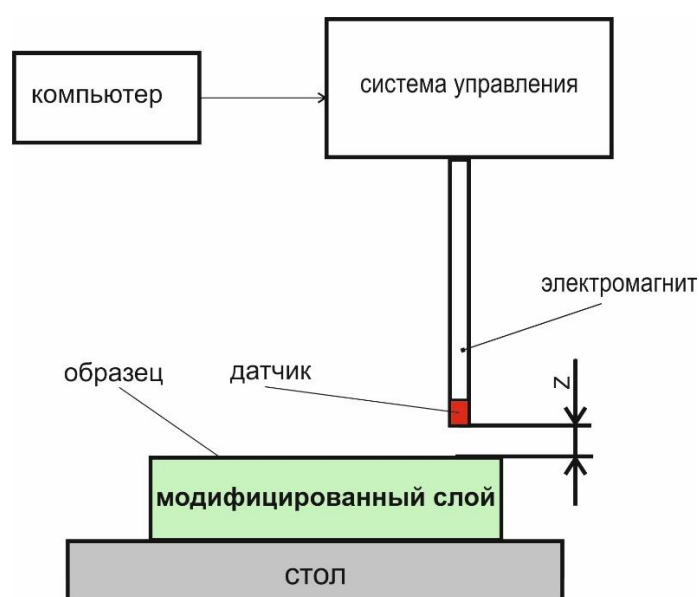 компьютер
система управления
электромагнит
образец
датчик
Z
модифицированный слой
стол